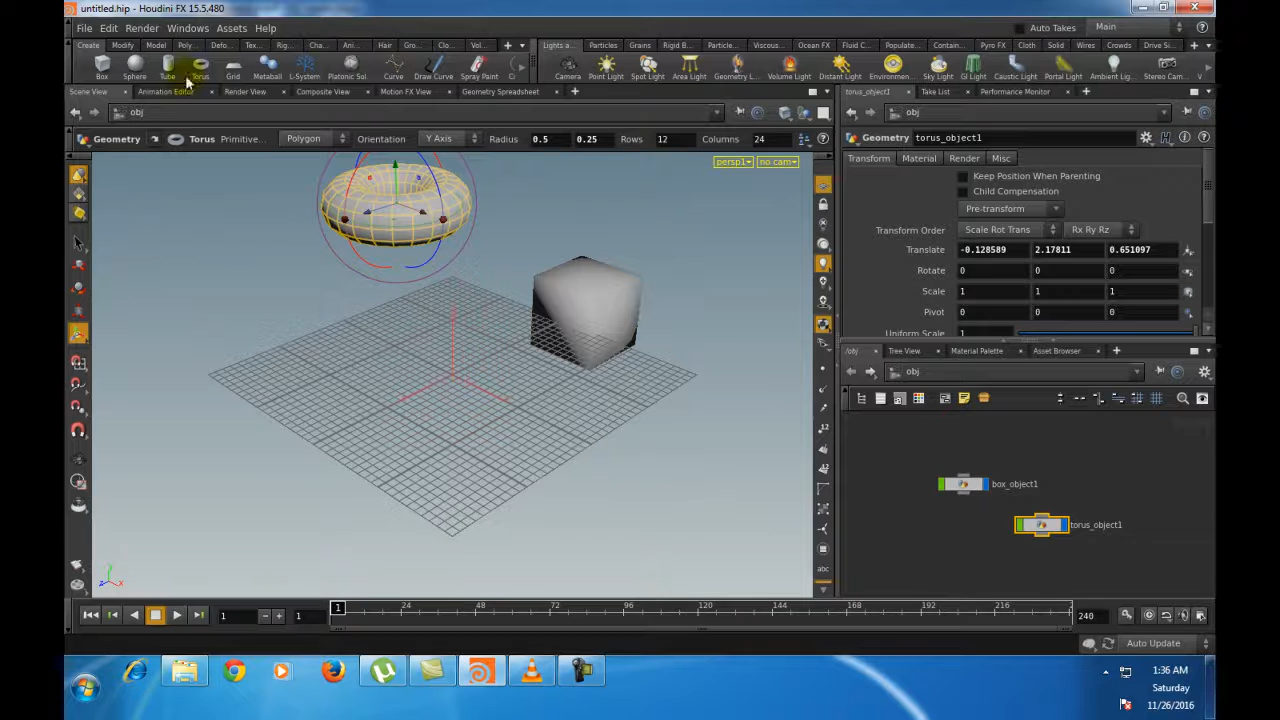 untitled.hip - Houdini FX 15.5.480
File Edit Render Windows Assets Help
Auto Takes Main
Create Modify Model Poly... Defo... Tex... Rig... Cha... Ani... Hair Gro... Clo... Vol...
Lights a... Particles Grains Rigid B... Particle... Viscous... Ocean FX Fluid C... Populate... Contain... Pyro FX Cloth Solid Wires Crowds Drive Si...
Box Sphere Tube Torus Grid Metaball L-System Platonic Sol... Curve Draw Curve Spray Paint Ci
Camera Point Light Spot Light Area Light Geometry L... Volume Light Distant Light Environmen... Sky Light GI Light Caustic Light Portal Light Ambient Lig... Stereo Cam... V
Scene View Animation Editor Render View Composite View Motion FX View Geometry Spreadsheet
torus_object1 Take List Performance Monitor
obj
obj
Geometry Torus Primitive... Polygon Orientation Y Axis Radius 0.5 0.25 Rows 12 Columns 24
Geometry torus_object1
persp1 no cam
Transform Material Render Misc
Keep Position When Parenting
Child Compensation
Pre-transform
Transform Order Scale Rot Trans Rx Ry Rz
Translate -0.128589 2.17811 0.651097
Rotate 0 0 0
Scale 1 1 1
Pivot 0 0 0
Uniform Scale 1
/obj Tree View Material Palette Asset Browser
obj
box_object1
torus_object1
abc
1 1 1 24 48 72 96 120 144 168 192 216 2 240
Auto Update
1:36 AM
Saturday
11/26/2016